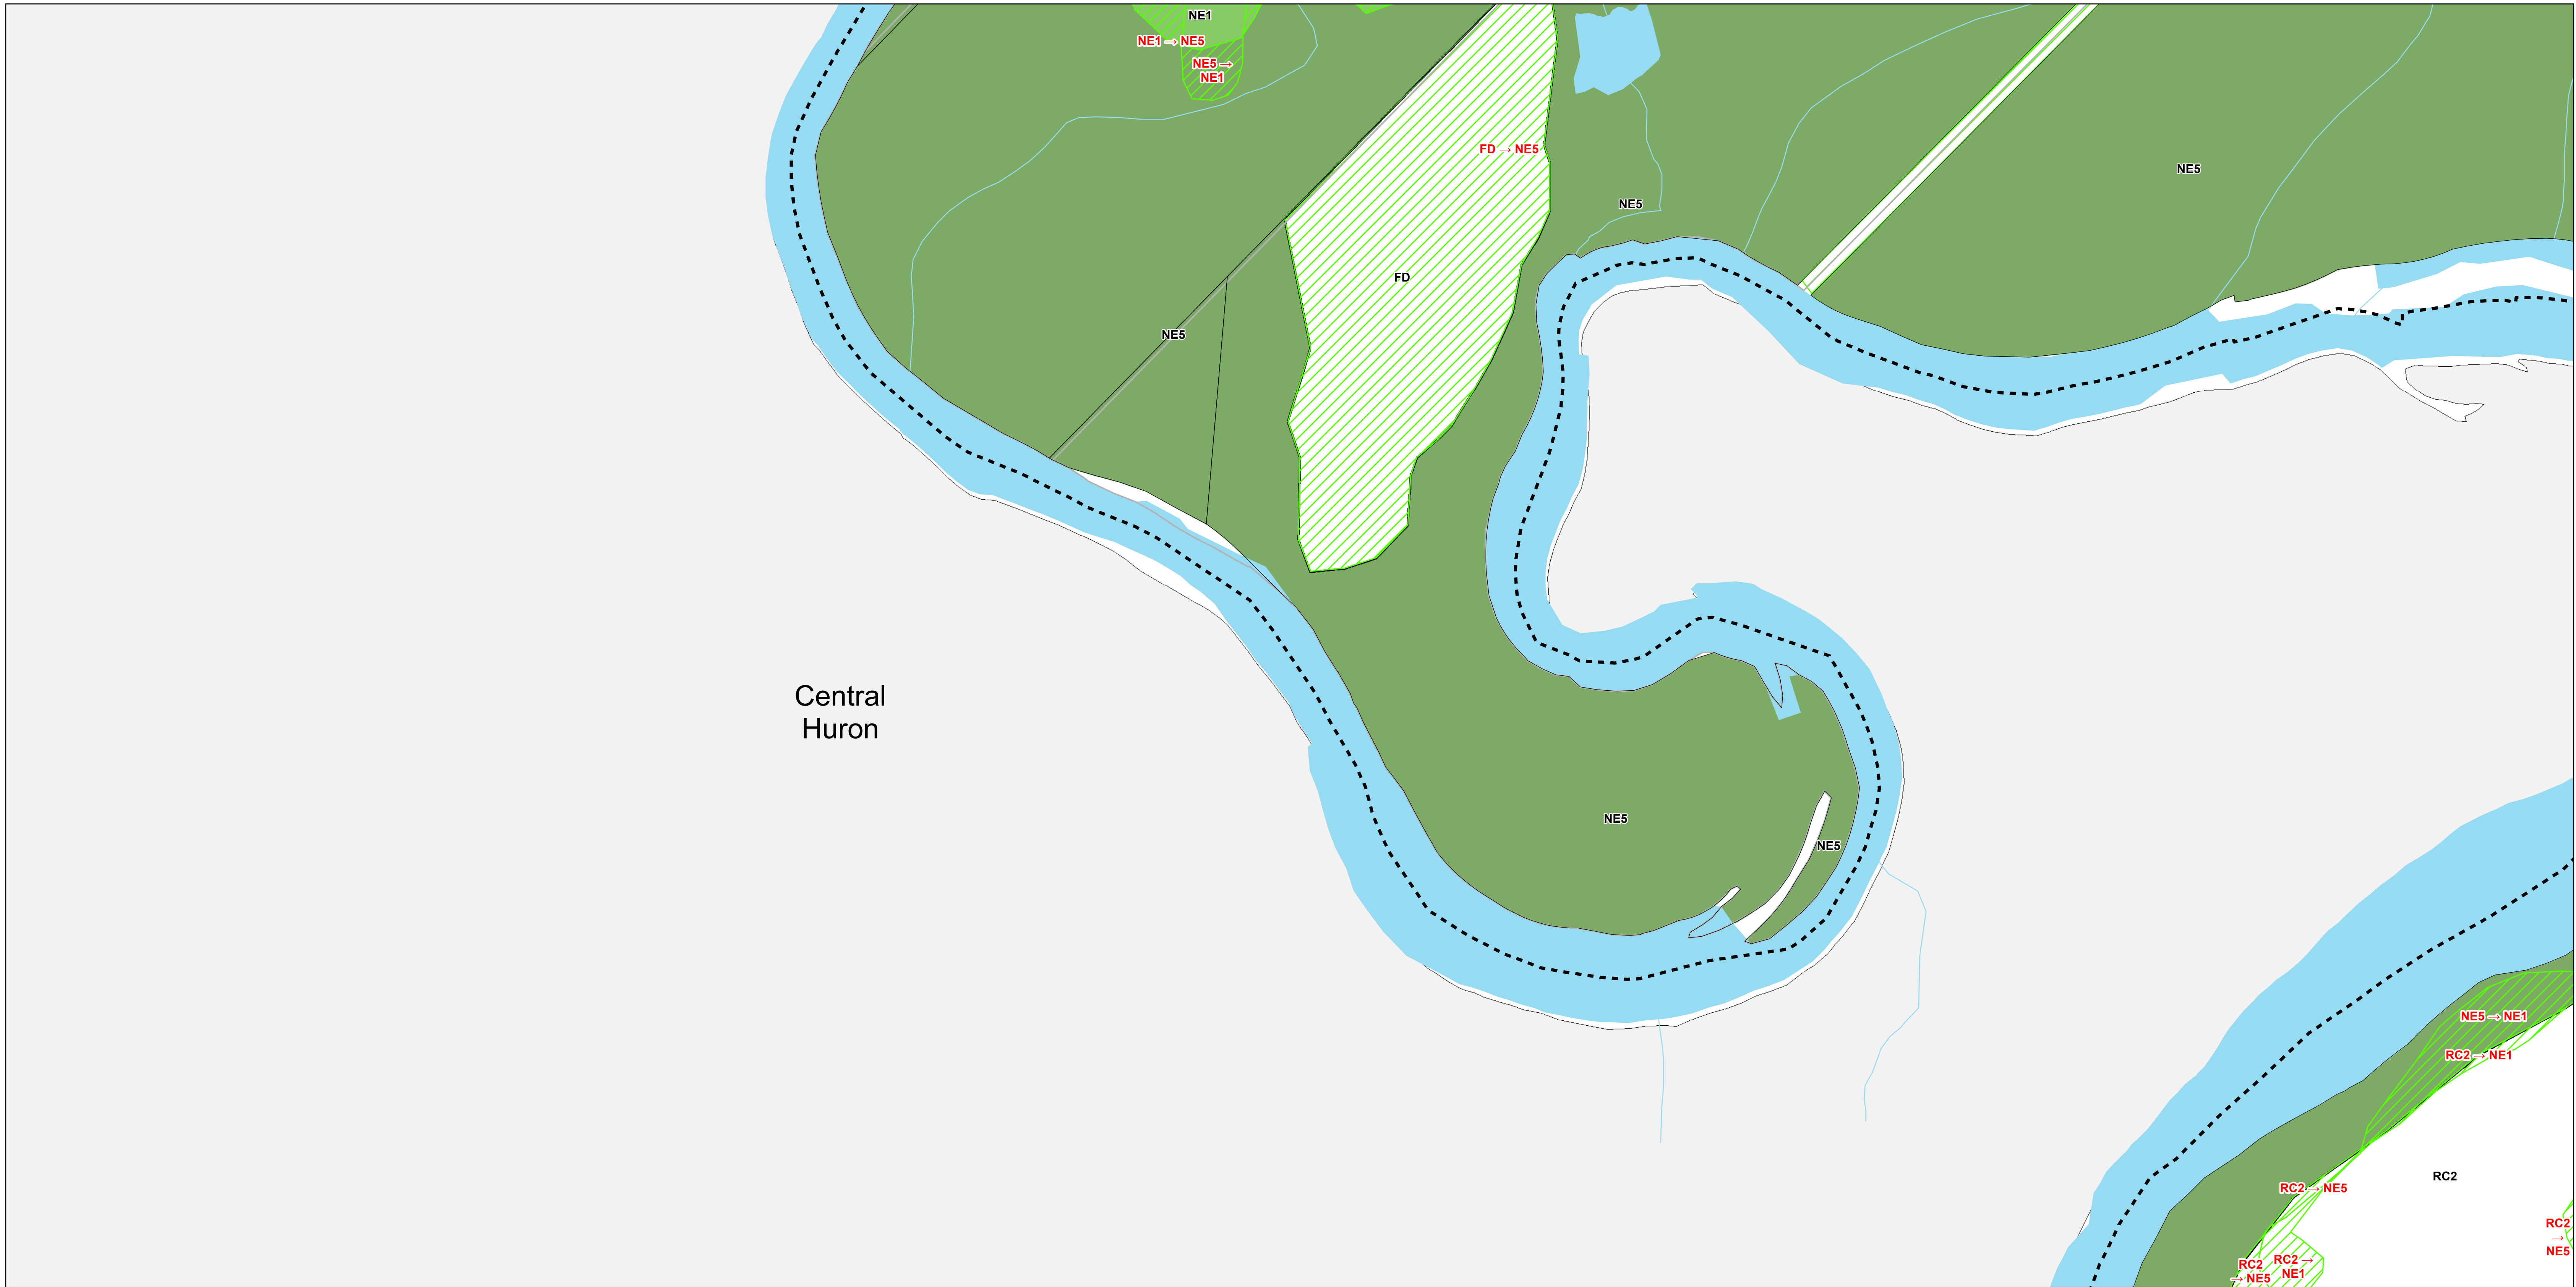 NE1
NE1 → NE5
NE5 →
NE1
FD → NE5
NE5
NE5
FD
NE5
Central
Huron
NE5
NE5
NE5 → NE1
RC2 → NE1
RC2
RC2 → NE5
RC2
→
NE5
RC2
→ NE5
RC2 →
NE1